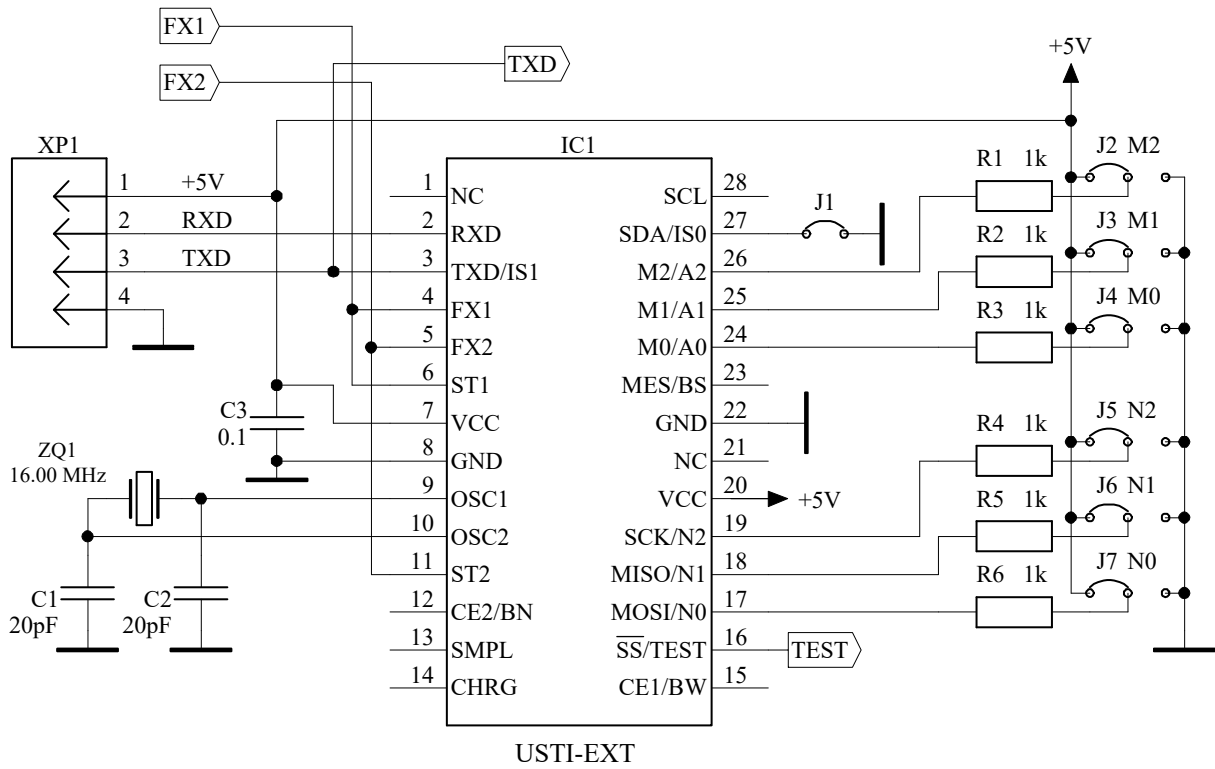 FX1
TXD
FX2
+5V
XP1
IC1
1 +5V
2 RXD
3 TXD
4
1 NC
2 RXD
3 TXD/IS1
4 FX1
5 FX2
6 ST1
7 VCC
8 GND
9 OSC1
10 OSC2
11 ST2
12 CE2/BN
13 SMPL
14 CHRG
SCL 28
SDA/IS0 27
M2/A2 26
M1/A1 25
M0/A0 24
MES/BS 23
GND 22
NC 21
VCC 20
+5V
SCK/N2 19
MISO/N1 18
MOSI/N0 17
SS/TEST 16
TEST
CE1/BW 15
J1
R1 1k
J2 M2
R2 1k
J3 M1
R3 1k
J4 M0
R4 1k
J5 N2
R5 1k
J6 N1
R6 1k
J7 N0
C3
0.1
ZQ1
16.00 MHz
C1
20pF
C2
20pF
USTI-EXT